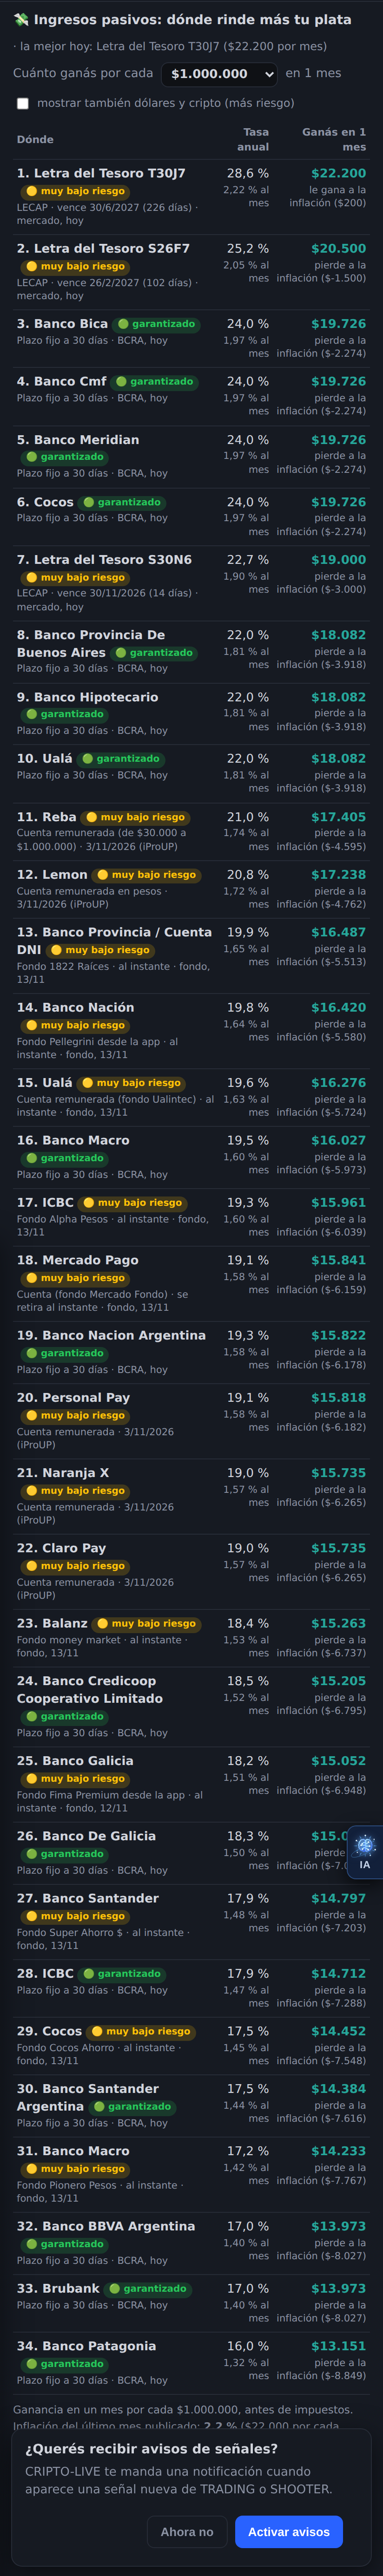 💸 Ingresos pasivos: dónde rinde más tu plata
· la mejor hoy: Letra del Tesoro T30J7 ($22.200 por mes)
Cuánto ganás por cada $1.000.000 en 1 mes
mostrar también dólares y cripto (más riesgo)
Dónde Tasa anual Ganás en 1 mes
1. Letra del Tesoro T30J7 28,6 % $22.200
🟡 muy bajo riesgo 2,22 % al mes le gana a la inflación ($200)
LECAP · vence 30/6/2027 (226 días) · mercado, hoy
2. Letra del Tesoro S26F7 25,2 % $20.500
🟡 muy bajo riesgo 2,05 % al mes pierde a la inflación ($-1.500)
LECAP · vence 26/2/2027 (102 días) · mercado, hoy
3. Banco Bica 🟢 garantizado 24,0 % $19.726
Plazo fijo a 30 días · BCRA, hoy 1,97 % al mes pierde a la inflación ($-2.274)
4. Banco Cmf 🟢 garantizado 24,0 % $19.726
Plazo fijo a 30 días · BCRA, hoy 1,97 % al mes pierde a la inflación ($-2.274)
5. Banco Meridian 24,0 % $19.726
🟢 garantizado 1,97 % al mes pierde a la inflación ($-2.274)
Plazo fijo a 30 días · BCRA, hoy
6. Cocos 🟢 garantizado 24,0 % $19.726
Plazo fijo a 30 días · BCRA, hoy 1,97 % al mes pierde a la inflación ($-2.274)
7. Letra del Tesoro S30N6 22,7 % $19.000
🟡 muy bajo riesgo 1,90 % al mes pierde a la inflación ($-3.000)
LECAP · vence 30/11/2026 (14 días) · mercado, hoy
8. Banco Provincia De Buenos Aires 🟢 garantizado 22,0 % $18.082
Plazo fijo a 30 días · BCRA, hoy 1,81 % al mes pierde a la inflación ($-3.918)
9. Banco Hipotecario 22,0 % $18.082
🟢 garantizado 1,81 % al mes pierde a la inflación ($-3.918)
Plazo fijo a 30 días · BCRA, hoy
10. Ualá 🟢 garantizado 22,0 % $18.082
Plazo fijo a 30 días · BCRA, hoy 1,81 % al mes pierde a la inflación ($-3.918)
11. Reba 🟡 muy bajo riesgo 21,0 % $17.405
Cuenta remunerada (de $30.000 a $1.000.000) · 3/11/2026 (iProUP) 1,74 % al mes pierde a la inflación ($-4.595)
12. Lemon 🟡 muy bajo riesgo 20,8 % $17.238
Cuenta remunerada en pesos · 3/11/2026 (iProUP) 1,72 % al mes pierde a la inflación ($-4.762)
13. Banco Provincia / Cuenta DNI 🟡 muy bajo riesgo 19,9 % $16.487
Fondo 1822 Raíces · al instante · fondo, 13/11 1,65 % al mes pierde a la inflación ($-5.513)
14. Banco Nación 19,8 % $16.420
🟡 muy bajo riesgo 1,64 % al mes pierde a la inflación ($-5.580)
Fondo Pellegrini desde la app · al instante · fondo, 13/11
15. Ualá 🟡 muy bajo riesgo 19,6 % $16.276
Cuenta remunerada (fondo Ualintec) · al instante · fondo, 13/11 1,63 % al mes pierde a la inflación ($-5.724)
16. Banco Macro 19,5 % $16.027
🟢 garantizado 1,60 % al mes pierde a la inflación ($-5.973)
Plazo fijo a 30 días · BCRA, hoy
17. ICBC 🟡 muy bajo riesgo 19,3 % $15.961
Fondo Alpha Pesos · al instante · fondo, 13/11 1,60 % al mes pierde a la inflación ($-6.039)
18. Mercado Pago 19,1 % $15.841
🟡 muy bajo riesgo 1,58 % al mes pierde a la inflación ($-6.159)
Cuenta (fondo Mercado Fondo) · se retira al instante · fondo, 13/11
19. Banco Nacion Argentina 19,3 % $15.822
🟢 garantizado 1,58 % al mes pierde a la inflación ($-6.178)
Plazo fijo a 30 días · BCRA, hoy
20. Personal Pay 19,1 % $15.818
🟡 muy bajo riesgo 1,58 % al mes pierde a la inflación ($-6.182)
Cuenta remunerada · 3/11/2026 (iProUP)
21. Naranja X 19,0 % $15.735
🟡 muy bajo riesgo 1,57 % al mes pierde a la inflación ($-6.265)
Cuenta remunerada · 3/11/2026 (iProUP)
22. Claro Pay 19,0 % $15.735
🟡 muy bajo riesgo 1,57 % al mes pierde a la inflación ($-6.265)
Cuenta remunerada · 3/11/2026 (iProUP)
23. Balanz 🟡 muy bajo riesgo 18,4 % $15.263
Fondo money market · al instante · fondo, 13/11 1,53 % al mes pierde a la inflación ($-6.737)
24. Banco Credicoop Cooperativo Limitado 18,5 % $15.205
🟢 garantizado 1,52 % al mes pierde a la inflación ($-6.795)
Plazo fijo a 30 días · BCRA, hoy
25. Banco Galicia 18,2 % $15.052
🟡 muy bajo riesgo 1,51 % al mes pierde a la inflación ($-6.948)
Fondo Fima Premium desde la app · al instante · fondo, 12/11
26. Banco De Galicia 18,3 %
🟢 garantizado 1,50 % al mes inflación
Plazo fijo a 30 días · BCRA, hoy
IA
27. Banco Santander 17,9 % $14.797
🟡 muy bajo riesgo 1,48 % al mes pierde a la inflación ($-7.203)
Fondo Super Ahorro $ · al instante · fondo, 13/11
28. ICBC 🟢 garantizado 17,9 % $14.712
Plazo fijo a 30 días · BCRA, hoy 1,47 % al mes pierde a la inflación ($-7.288)
29. Cocos 🟡 muy bajo riesgo 17,5 % $14.452
Fondo Cocos Ahorro · al instante · fondo, 13/11 1,45 % al mes pierde a la inflación ($-7.548)
30. Banco Santander Argentina 🟢 garantizado 17,5 % $14.384
Plazo fijo a 30 días · BCRA, hoy 1,44 % al mes pierde a la inflación ($-7.616)
31. Banco Macro 17,2 % $14.233
🟡 muy bajo riesgo 1,42 % al mes pierde a la inflación ($-7.767)
Fondo Pionero Pesos · al instante · fondo, 13/11
32. Banco BBVA Argentina 17,0 % $13.973
🟢 garantizado 1,40 % al mes pierde a la inflación ($-8.027)
Plazo fijo a 30 días · BCRA, hoy
33. Brubank 🟢 garantizado 17,0 % $13.973
Plazo fijo a 30 días · BCRA, hoy 1,40 % al mes pierde a la inflación ($-8.027)
34. Banco Patagonia 16,0 % $13.151
🟢 garantizado 1,32 % al mes pierde a la inflación ($-8.849)
Plazo fijo a 30 días · BCRA, hoy
Ganancia en un mes por cada $1.000.000, antes de impuestos.
Inflación del último mes publicado: 2,2 % ($22.000 por cada
¿Querés recibir avisos de señales?
CRIPTO-LIVE te manda una notificación cuando
aparece una señal nueva de TRADING o SHOOTER.
Ahora no Activar avisos